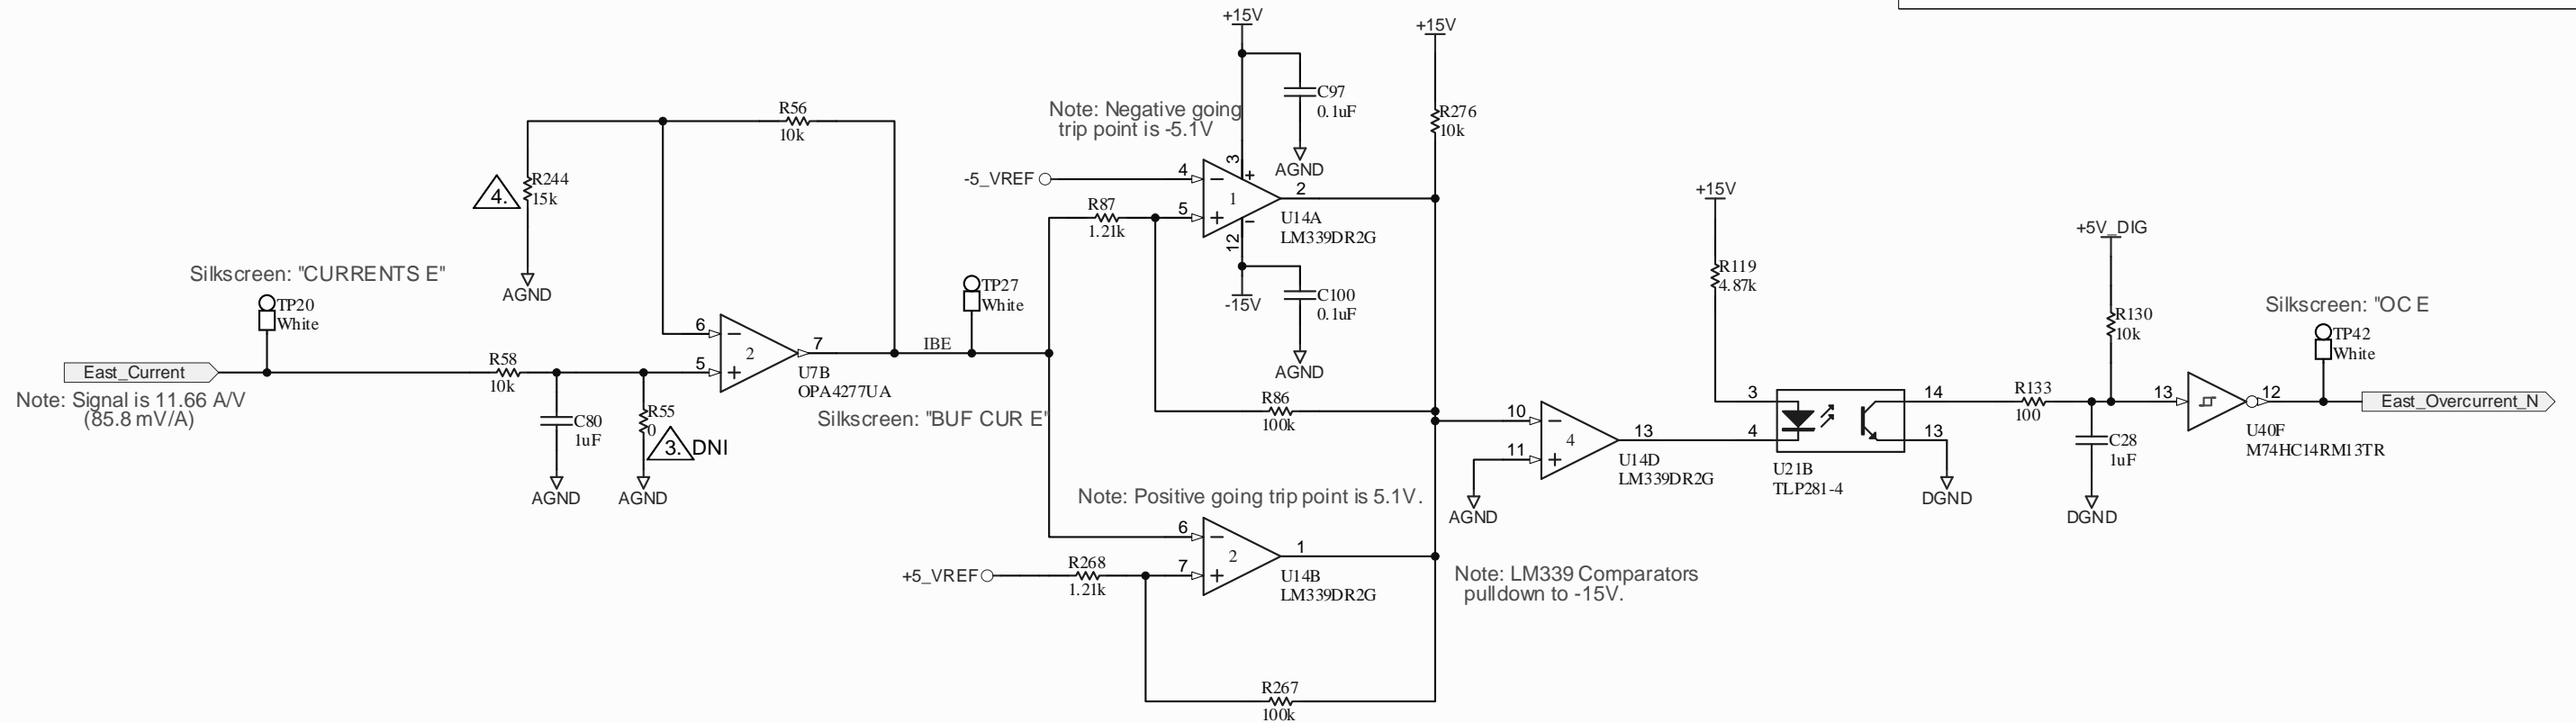 +15V
+15V
C97
0.1uF
Note: Negative going
trip point is -5.1V
R56
10k
R276
10k
AGND
3
+
4.
R244
15k
-5_VREF
4
−
1
2
U14A
LM339DR2G
R87
1.21k
5
+
12
−
-15V
C100
0.1uF
AGND
+15V
R119
4.87k
+5V_DIG
R130
10k
AGND
Silkscreen: "CURRENTS E"
TP20
White
TP27
White
Silkscreen: "OC E
TP42
White
East_Current
Note: Signal is 11.66 A/V
(85.8 mV/A)
R58
10k
6
−
2
7
5
+
U7B
OPA4277UA
IBE
Silkscreen: "BUF CUR E"
C80
1uF
R55
0
3.
DNI
AGND
AGND
R86
100k
10
−
4
13
11
+
U14D
LM339DR2G
AGND
3
4
14
13
U21B
TLP281-4
DGND
R133
100
C28
1uF
DGND
13
12
U40F
M74HC14RM13TR
East_Overcurrent_N
Note: Positive going trip point is 5.1V.
6
−
2
1
+5_VREF
R268
1.21k
7
+
U14B
LM339DR2G
Note: LM339 Comparators
pulldown to -15V.
R267
100k